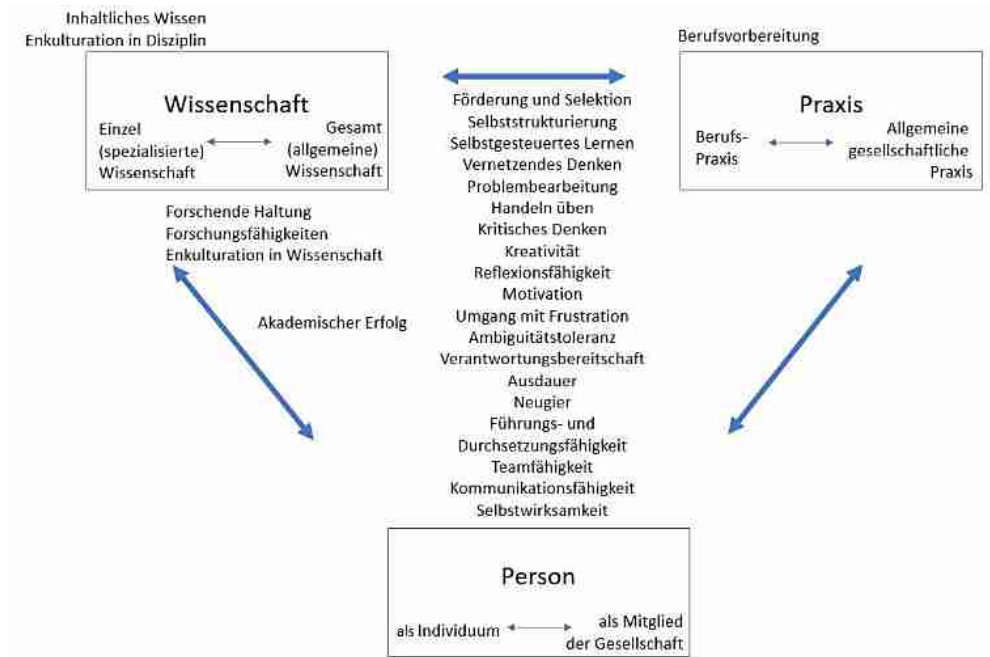 Inhaltliches Wissen
Enkulturation in Disziplin
Wissenschaft
Einzel
(spezialisierte)
Wissenschaft
Gesamt
(allgemeine)
Wissenschaft
Forschende Haltung
Forschungsfähigkeiten
Enkulturation in Wissenschaft
Akademischer Erfolg
Förderung und Selektion
Selbststrukturierung
Selbstgesteuertes Lernen
Vernetzendes Denken
Problembearbeitung
Handeln üben
Kritisches Denken
Kreativität
Reflexionsfähigkeit
Motivation
Umgang mit Frustration
Ambiguitätstoleranz
Verantwortungsbereitschaft
Ausdauer
Neugier
Führungs- und
Durchsetzungsfähigkeit
Teamfähigkeit
Kommunikationsfähigkeit
Selbstwirksamkeit
Berufsvorbereitung
Praxis
Berufs-
Praxis
Allgemeine
gesellschaftliche
Praxis
Person
als Individuum
als Mitglied
der Gesellschaft